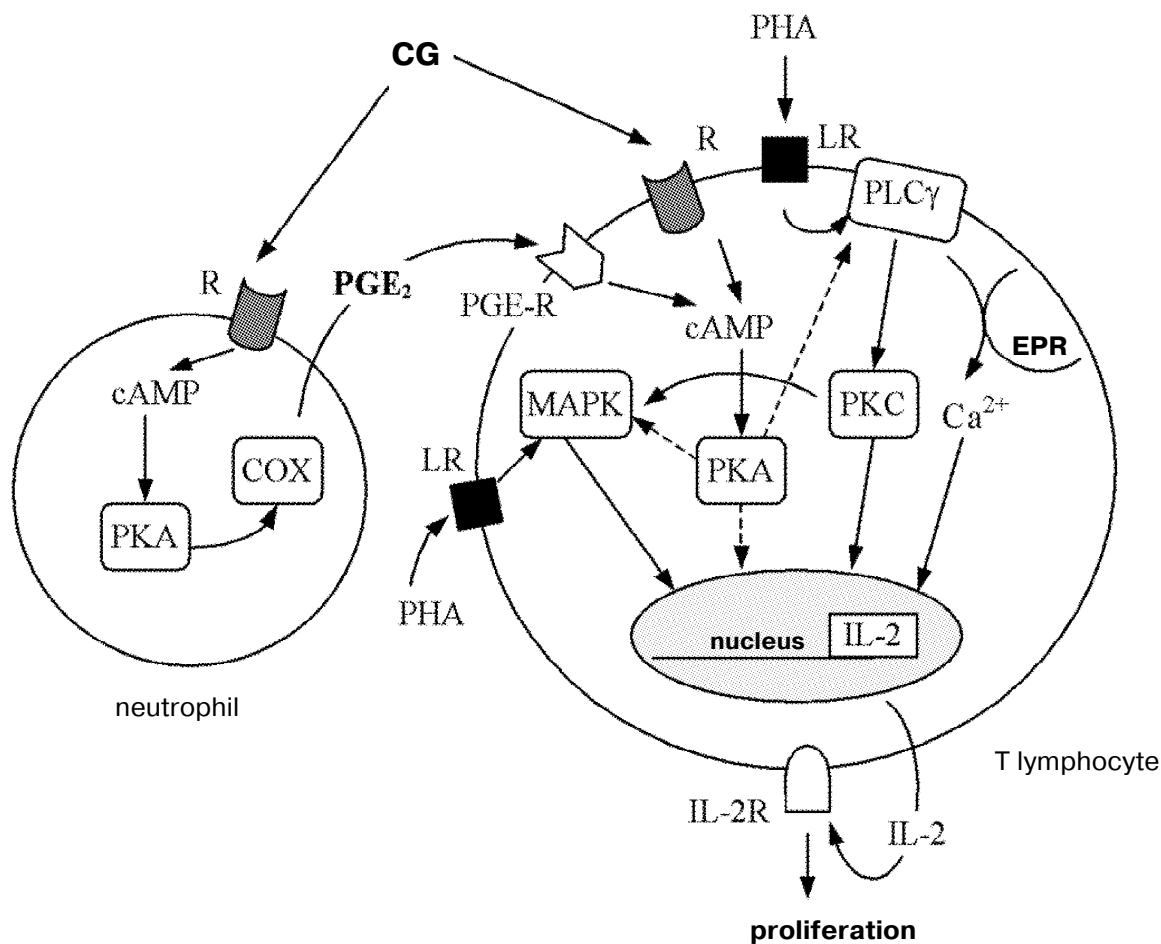 PHA
CG
R
LR
PLCγ
R
PGE₂
PGE-R
cAMP
EPR
cAMP
MAPK
PKC
Ca²⁺
COX
LR
PKA
PKA
PHA
nucleus
IL-2
neutrophil
T lymphocyte
IL-2R
IL-2
proliferation